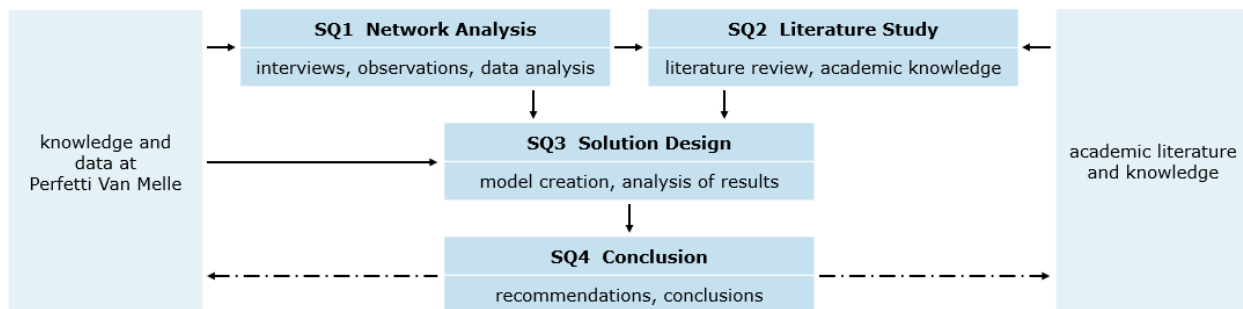 SQ1 Network Analysis
interviews, observations, data analysis
SQ2 Literature Study
literature review, academic knowledge
knowledge and
data at
Perfetti Van Melle
SQ3 Solution Design
model creation, analysis of results
academic literature
and knowledge
SQ4 Conclusion
recommendations, conclusions